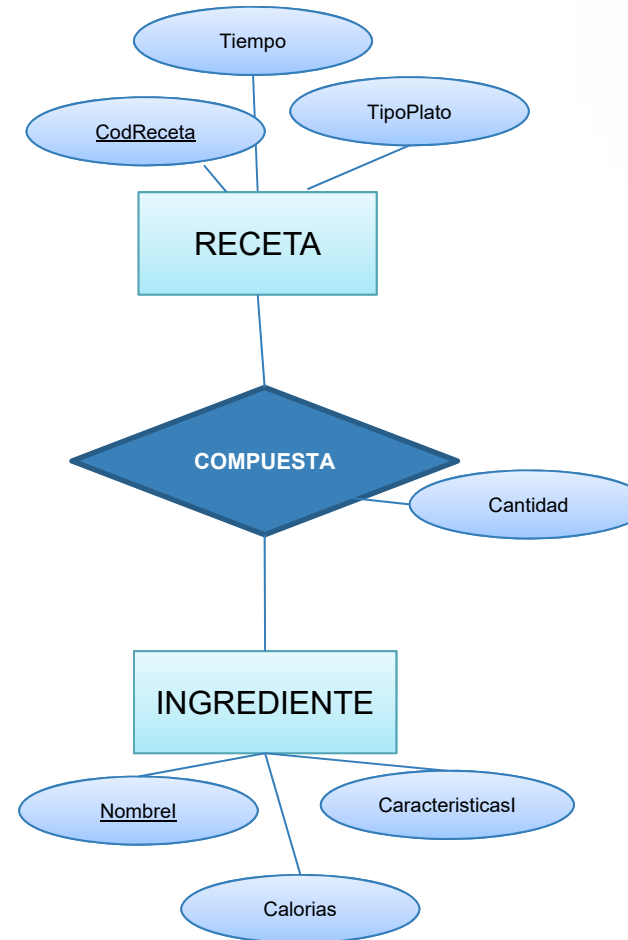 Tiempo
TipoPlato
CodReceta
RECETA
COMPUESTA
Cantidad
INGREDIENTE
NombreI
CaracteristicasI
Calorias